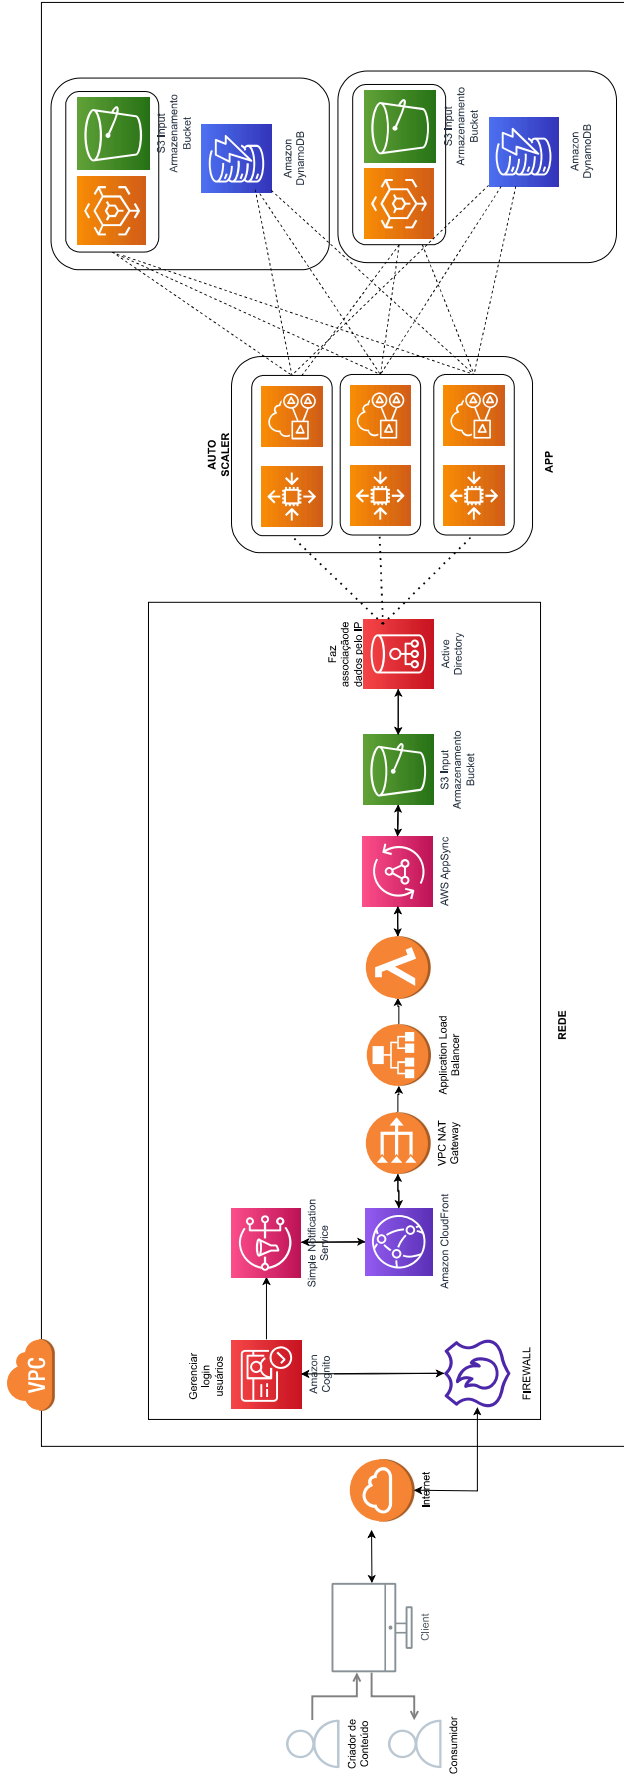 Criador de
Conteúdo
Consumidor
Client
Internet
VPC
Gerenciar
login
usuários
Amazon
Cognito
FIREWALL
Simple Notification
Service
Amazon CloudFront
VPC NAT
Gateway
Application Load
Balancer
AWS AppSync
S3 Input
Armazenamento
Bucket
Faz
associaçãode
dados pelo IP
Active
Directory
REDE
AUTO
SCALER
APP
S3 Input
Armazenamento
Bucket
Amazon
DynamoDB
S3 Input
Armazenamento
Bucket
Amazon
DynamoDB